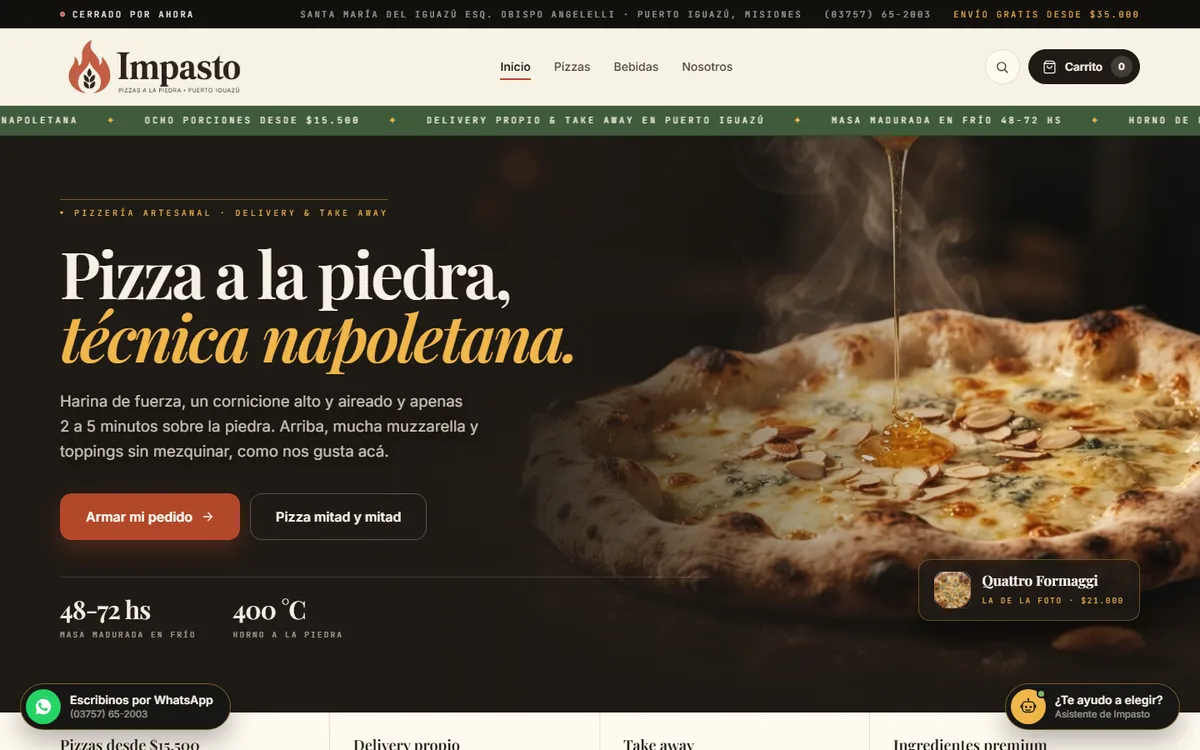 CERRADO POR AHORA
SANTA MARÍA DEL IGUAZÚ ESQ. OBISPO ANGELELLI · PUERTO IGUAZÚ, MISIONES
(03757) 65-2003
ENVÍO GRATIS DESDE $35.000
Impasto
PIZZAS A LA PIEDRA • PUERTO IGUAZÚ
Inicio
Pizzas
Bebidas
Nosotros
Carrito 0
NAPOLETANA ✦ OCHO PORCIONES DESDE $15.500 ✦ DELIVERY PROPIO & TAKE AWAY EN PUERTO IGUAZÚ ✦ MASA MADURADA EN FRÍO 48-72 HS ✦ HORNO DE
• PIZZERÍA ARTESANAL · DELIVERY & TAKE AWAY
Pizza a la piedra,
técnica napoletana.
Harina de fuerza, un cornicione alto y aireado y apenas
2 a 5 minutos sobre la piedra. Arriba, mucha muzzarella y
toppings sin mezquinar, como nos gusta acá.
Armar mi pedido →
Pizza mitad y mitad
48-72 hs
MASA MADURADA EN FRÍO
400 °C
HORNO A LA PIEDRA
Quattro Formaggi
LA DE LA FOTO · $21.000
Escribinos por WhatsApp
(03757) 65-2003
¿Te ayudo a elegir?
Asistente de Impasto
Pizzas desde $15.500
Delivery propio
Take away
Ingredientes premium